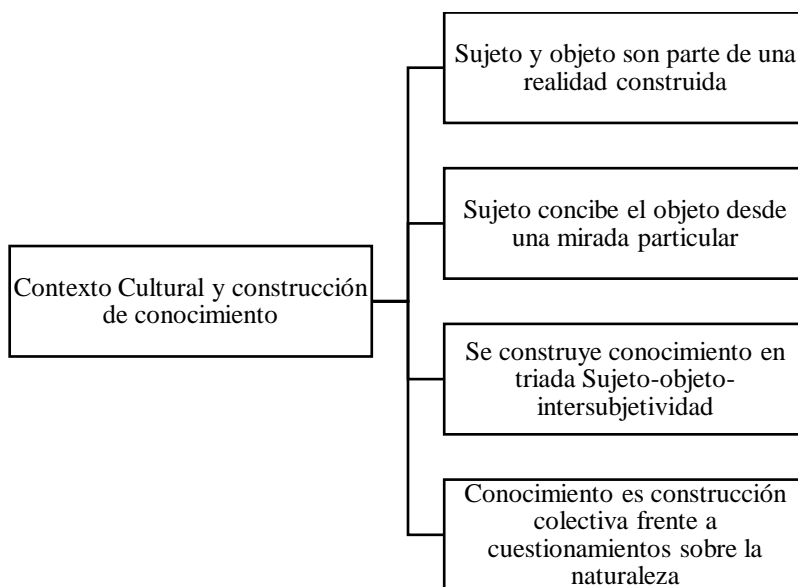 Sujeto y objeto son parte de una
realidad construida
Sujeto concibe el objeto desde
una mirada particular
Contexto Cultural y construcción
de conocimiento
Se construye conocimiento en
triada Sujeto-objeto-
intersubjetividad
Conocimiento es construcción
colectiva frente a
cuestionamientos sobre la
naturaleza